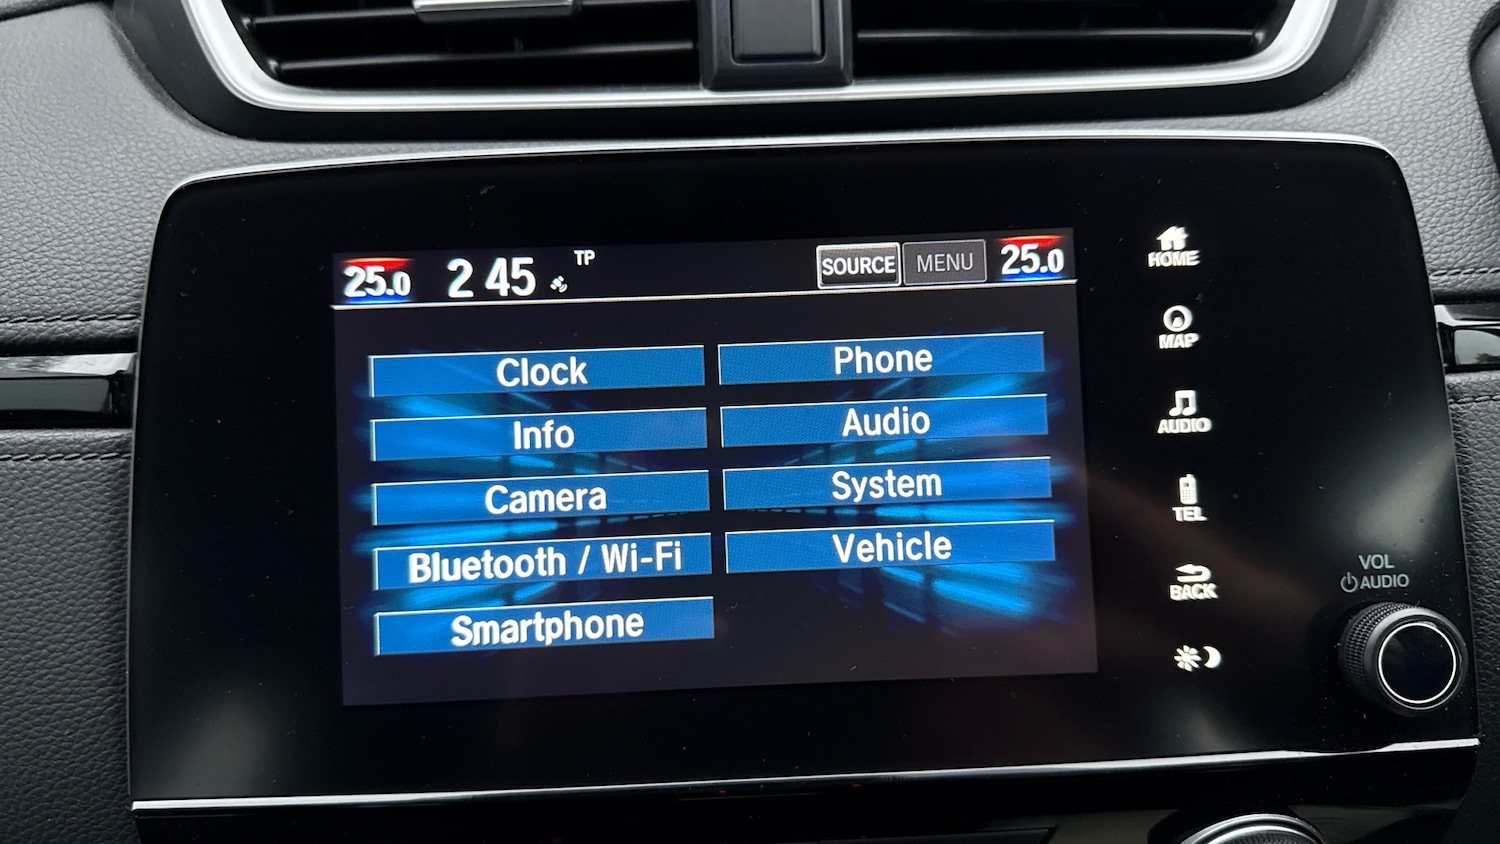 25.0 2 45 TP SOURCE MENU 25.0
Clock
Phone
Info
Audio
Camera
System
Bluetooth / Wi-Fi
Vehicle
Smartphone
HOME
MAP
AUDIO
TEL
BACK
VOL
AUDIO